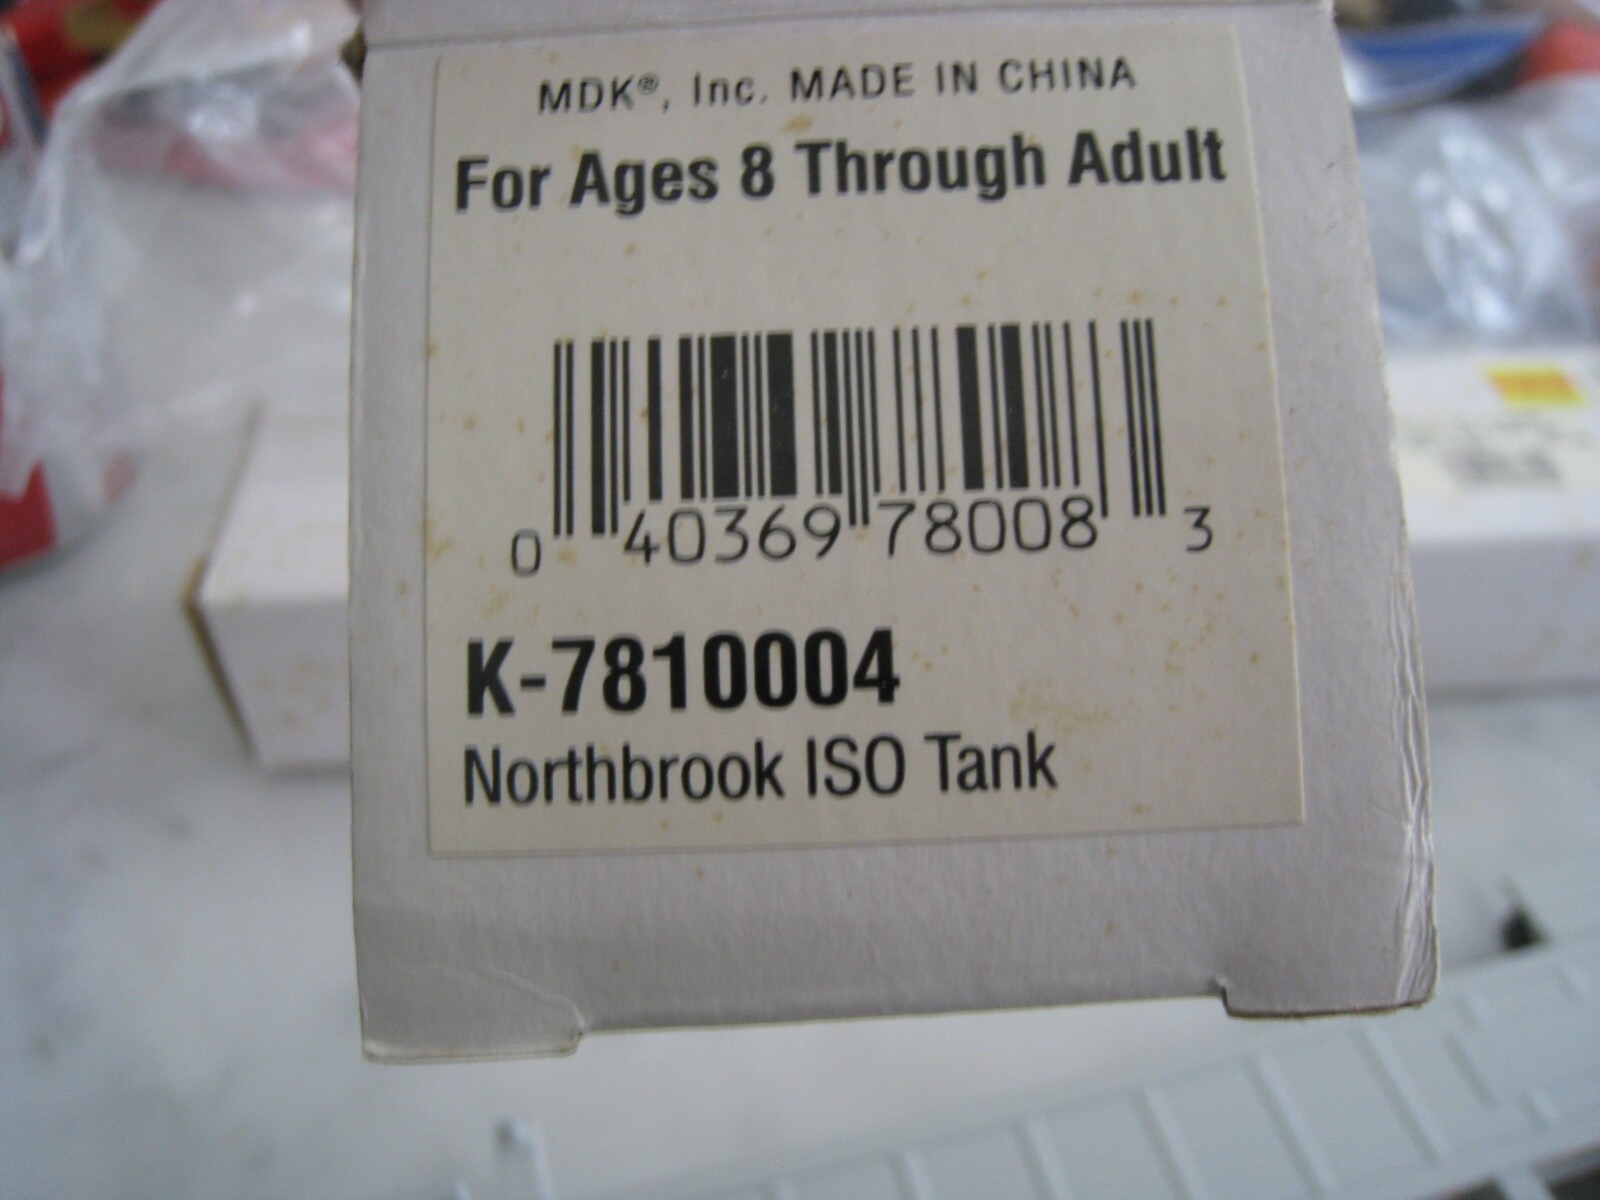 MDK®, Inc. MADE IN CHINA
For Ages 8 Through Adult
0 40369 78008 3
K-7810004
Northbrook ISO Tank